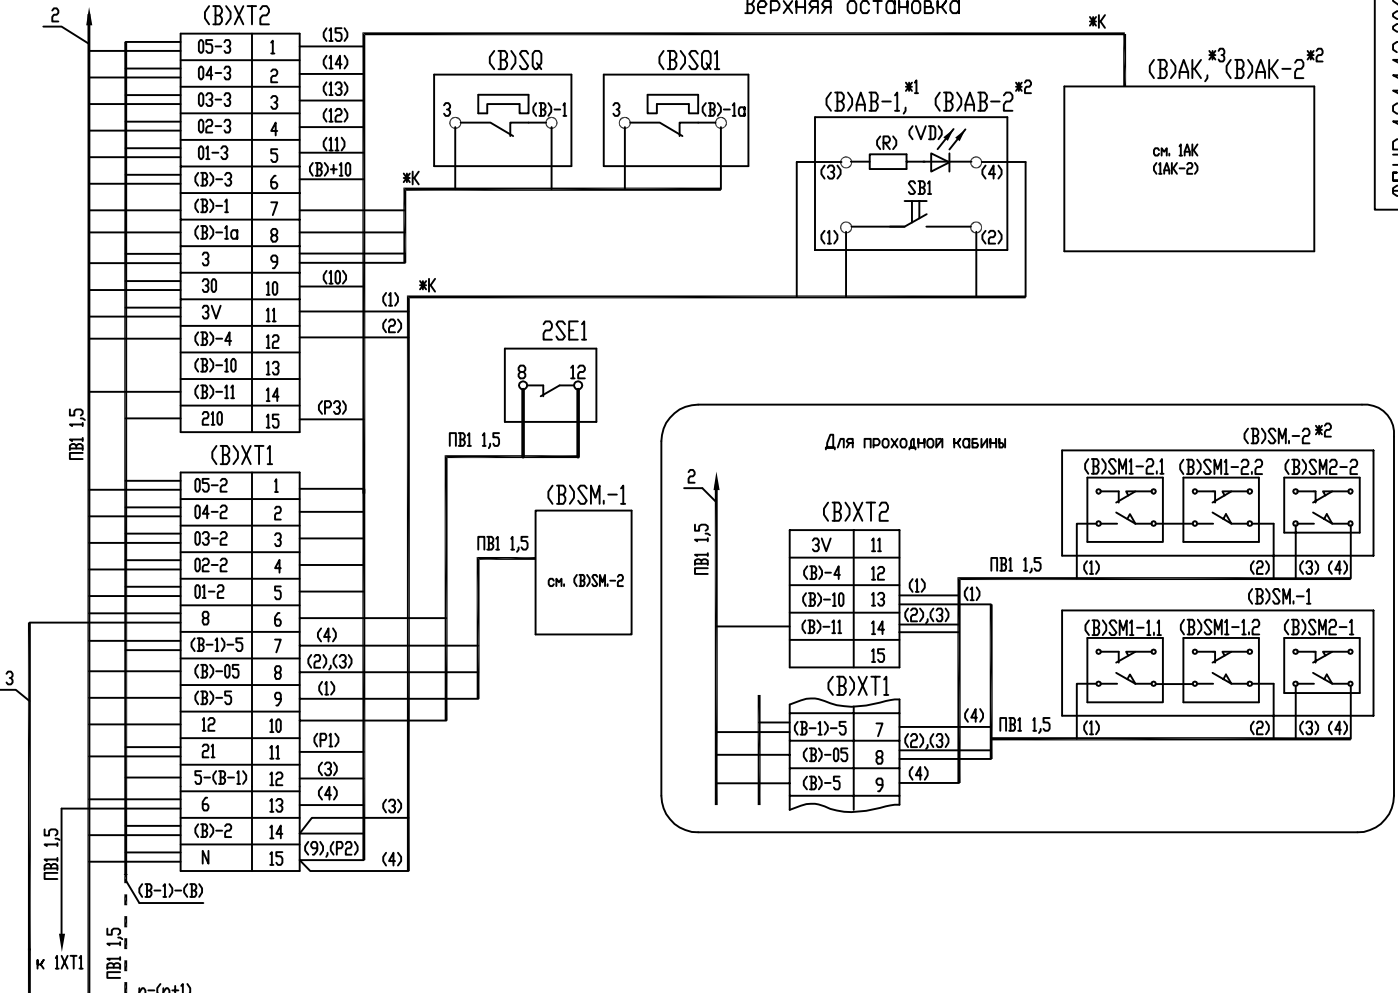 Верхняя остановка
2
(В)XT2
05-3 1 (15)
04-3 2 (14)
03-3 3 (13)
02-3 4 (12)
01-3 5 (11)
(В)-3 6 (В)+10
(В)-1 7
(В)-1а 8
3 9
30 10 (10)
3V 11 (1)
(В)-4 12 (2)
(В)-10 13
(В)-11 14
210 15 (Р3)
ПВ1 1,5
(В)XT1
05-2 1
04-2 2
03-2 3
02-2 4
01-2 5
8 6
(В-1)-5 7 (4)
(В)-05 8 (2),(3)
(В)-5 9 (1)
12 10
21 11 (Р1)
5-(В-1) 12 (3)
6 13 (4)
(В)-2 14 (3)
N 15 (9),(Р2) (4)
3
ПВ1 1,5
(В-1)-(В)
к 1XT1
ПВ1 1,5
n-(n+1)
*К
(В)SQ
3 (В)-1
(В)SQ1
3 (В)-1а
*К
(В)АВ-1,*1 (В)АВ-2*2
(R) (VD)
(3) (4)
SB1
(1) (2)
*К
(В)АК,*3 (В)АК-2*2
см. 1АК
(1АК-2)
2SE1
8 12
ПВ1 1,5
(В)SM.-1
ПВ1 1,5
см. (В)SM.-2
Для проходной кабины
2
ПВ1 1,5
(В)XT2
3V 11
(В)-4 12
(В)-10 13 (1) (1)
(В)-11 14 (2),(3)
15
(В)XT1
(В-1)-5 7 (4)
(В)-05 8 (2),(3)
(В)-5 9 (4)
(В)SM.-2*2
(В)SM1-2.1 (В)SM1-2.2 (В)SM2-2
ПВ1 1,5 (1) (2) (3) (4)
(В)SM.-1
(В)SM1-1.1 (В)SM1-1.2 (В)SM2-1
ПВ1 1,5 (1) (2) (3) (4)